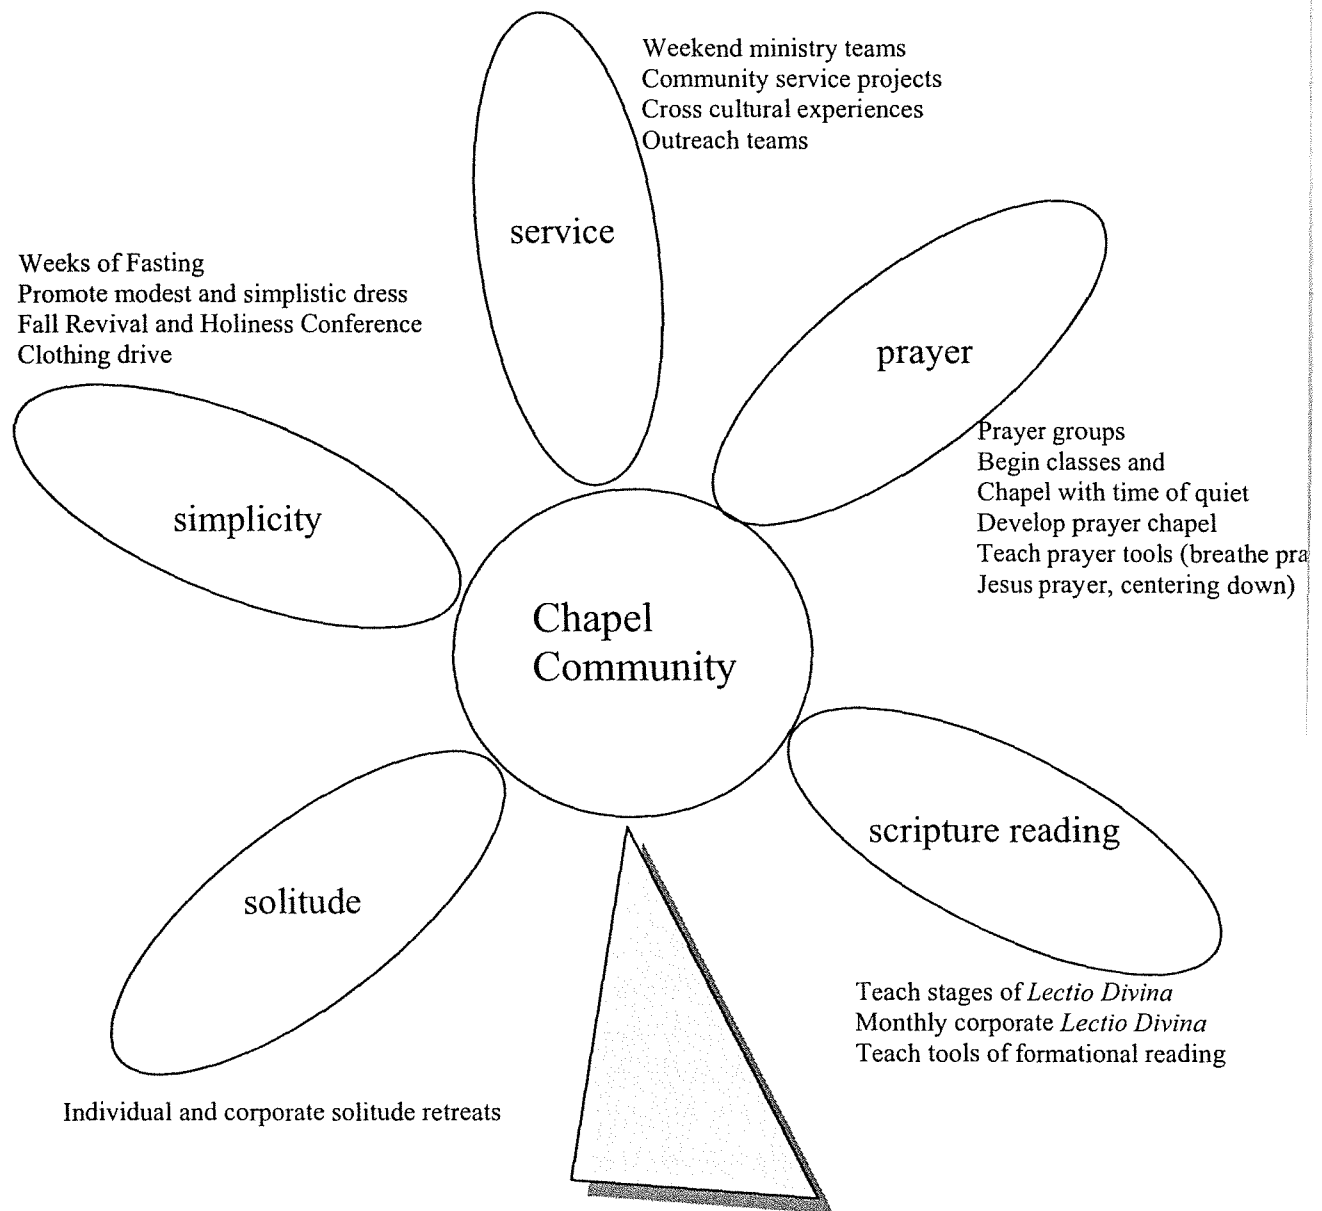 Weekend ministry teams
Community service projects
Cross cultural experiences
Outreach teams
service
Weeks of Fasting
Promote modest and simplistic dress
Fall Revival and Holiness Conference
Clothing drive
prayer
Prayer groups
Begin classes and
Chapel with time of quiet
Develop prayer chapel
Teach prayer tools (breathe pra
Jesus prayer, centering down)
simplicity
Chapel
Community
scripture reading
Teach stages of Lectio Divina
Monthly corporate Lectio Divina
Teach tools of formational reading
solitude
Individual and corporate solitude retreats